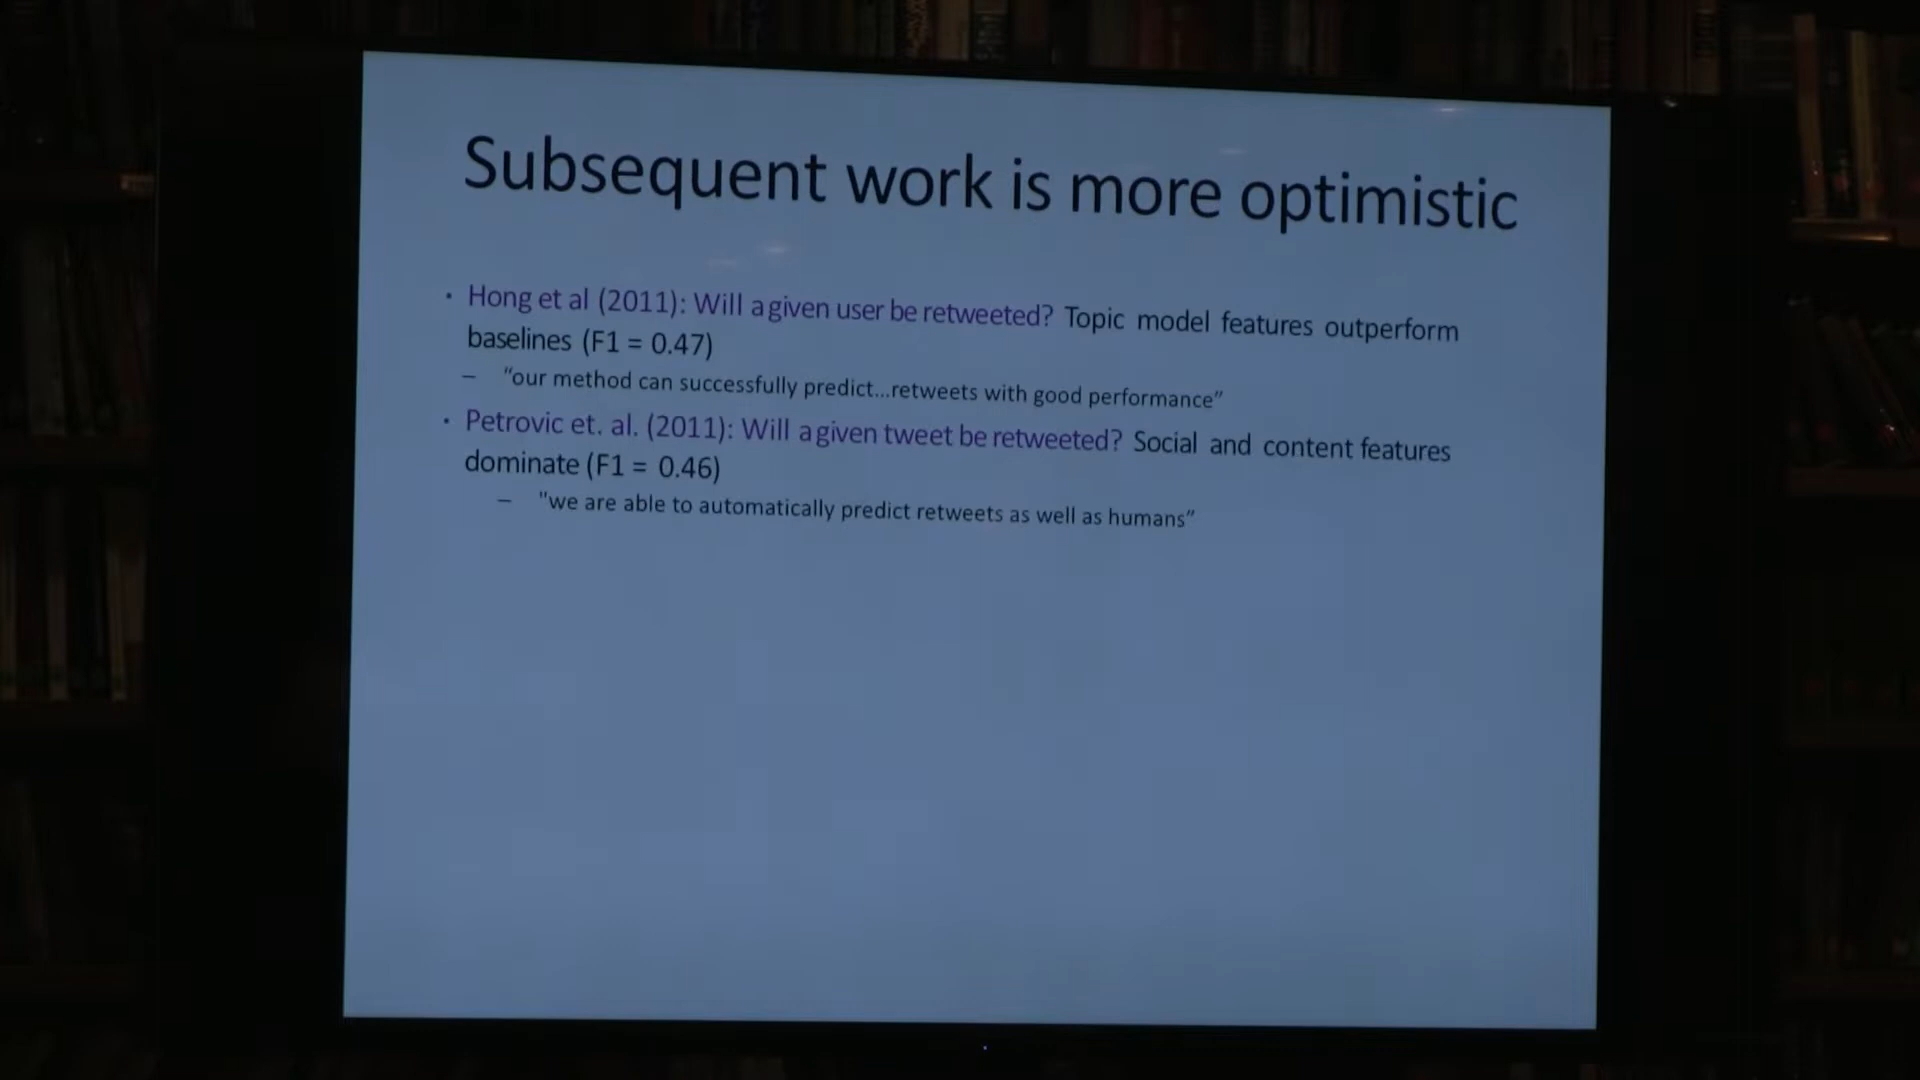 Subsequent work is more optimistic
• Hong et al (2011): Will a given user be retweeted? Topic model features outperform
baselines (F1 = 0.47)
– “our method can successfully predict...retweets with good performance”
• Petrovic et. al. (2011): Will a given tweet be retweeted? Social and content features
dominate (F1 = 0.46)
– "we are able to automatically predict retweets as well as humans”